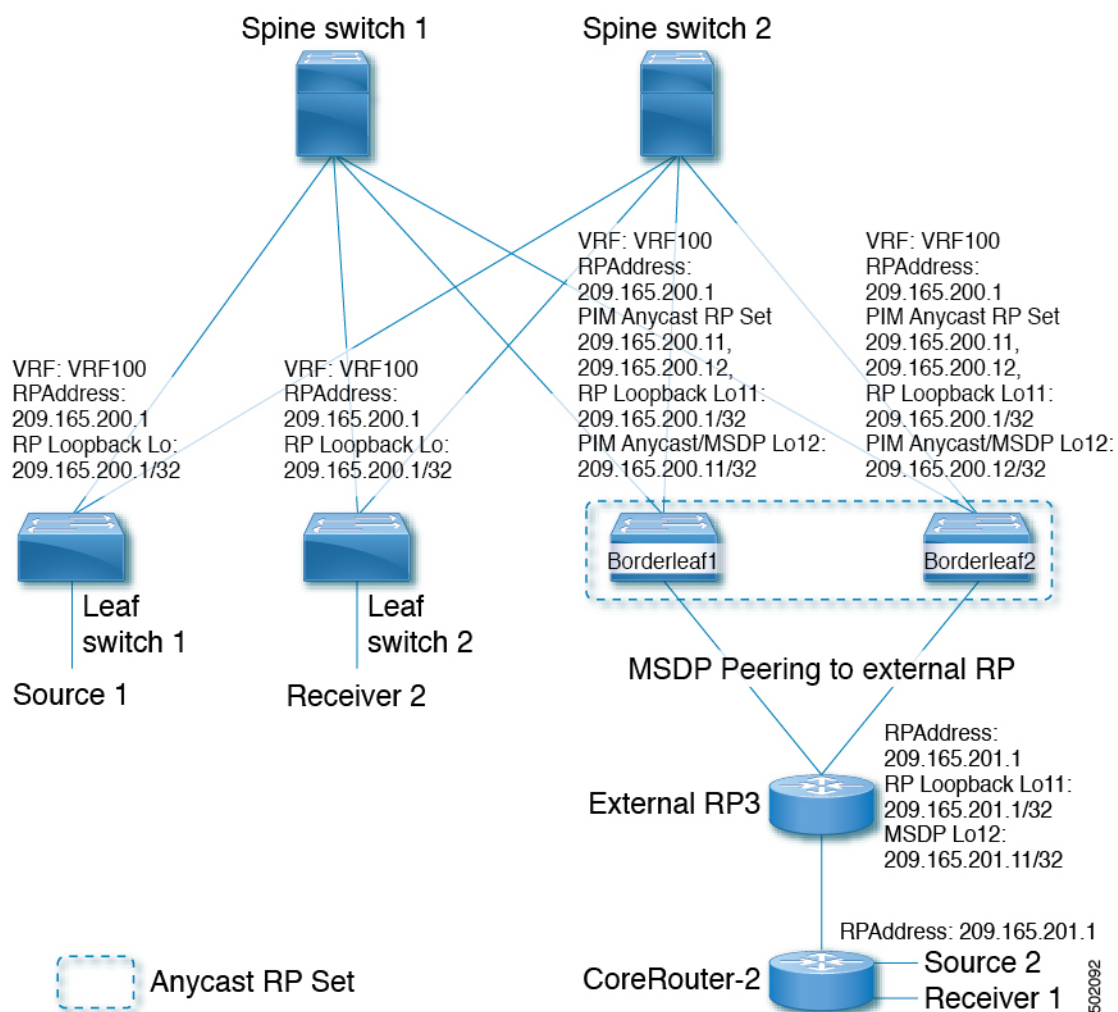 Spine switch 1
Spine switch 2
VRF: VRF100
RPAddress:
209.165.200.1
RP Loopback Lo:
209.165.200.1/32
VRF: VRF100
RPAddress:
209.165.200.1
RP Loopback Lo:
209.165.200.1/32
VRF: VRF100
RPAddress:
209.165.200.1
PIM Anycast RP Set
209.165.200.11,
209.165.200.12,
RP Loopback Lo11:
209.165.200.1/32
PIM Anycast/MSDP Lo12:
209.165.200.11/32
VRF: VRF100
RPAddress:
209.165.200.1
PIM Anycast RP Set
209.165.200.11,
209.165.200.12,
RP Loopback Lo11:
209.165.200.1/32
PIM Anycast/MSDP Lo12:
209.165.200.12/32
Borderleaf1
Borderleaf2
Leaf
switch 1
Leaf
switch 2
Source 1
Receiver 2
MSDP Peering to external RP
External RP3
RPAddress:
209.165.201.1
RP Loopback Lo11:
209.165.201.1/32
MSDP Lo12:
209.165.201.11/32
RPAddress: 209.165.201.1
CoreRouter-2
Source 2
Receiver 1
Anycast RP Set
502092